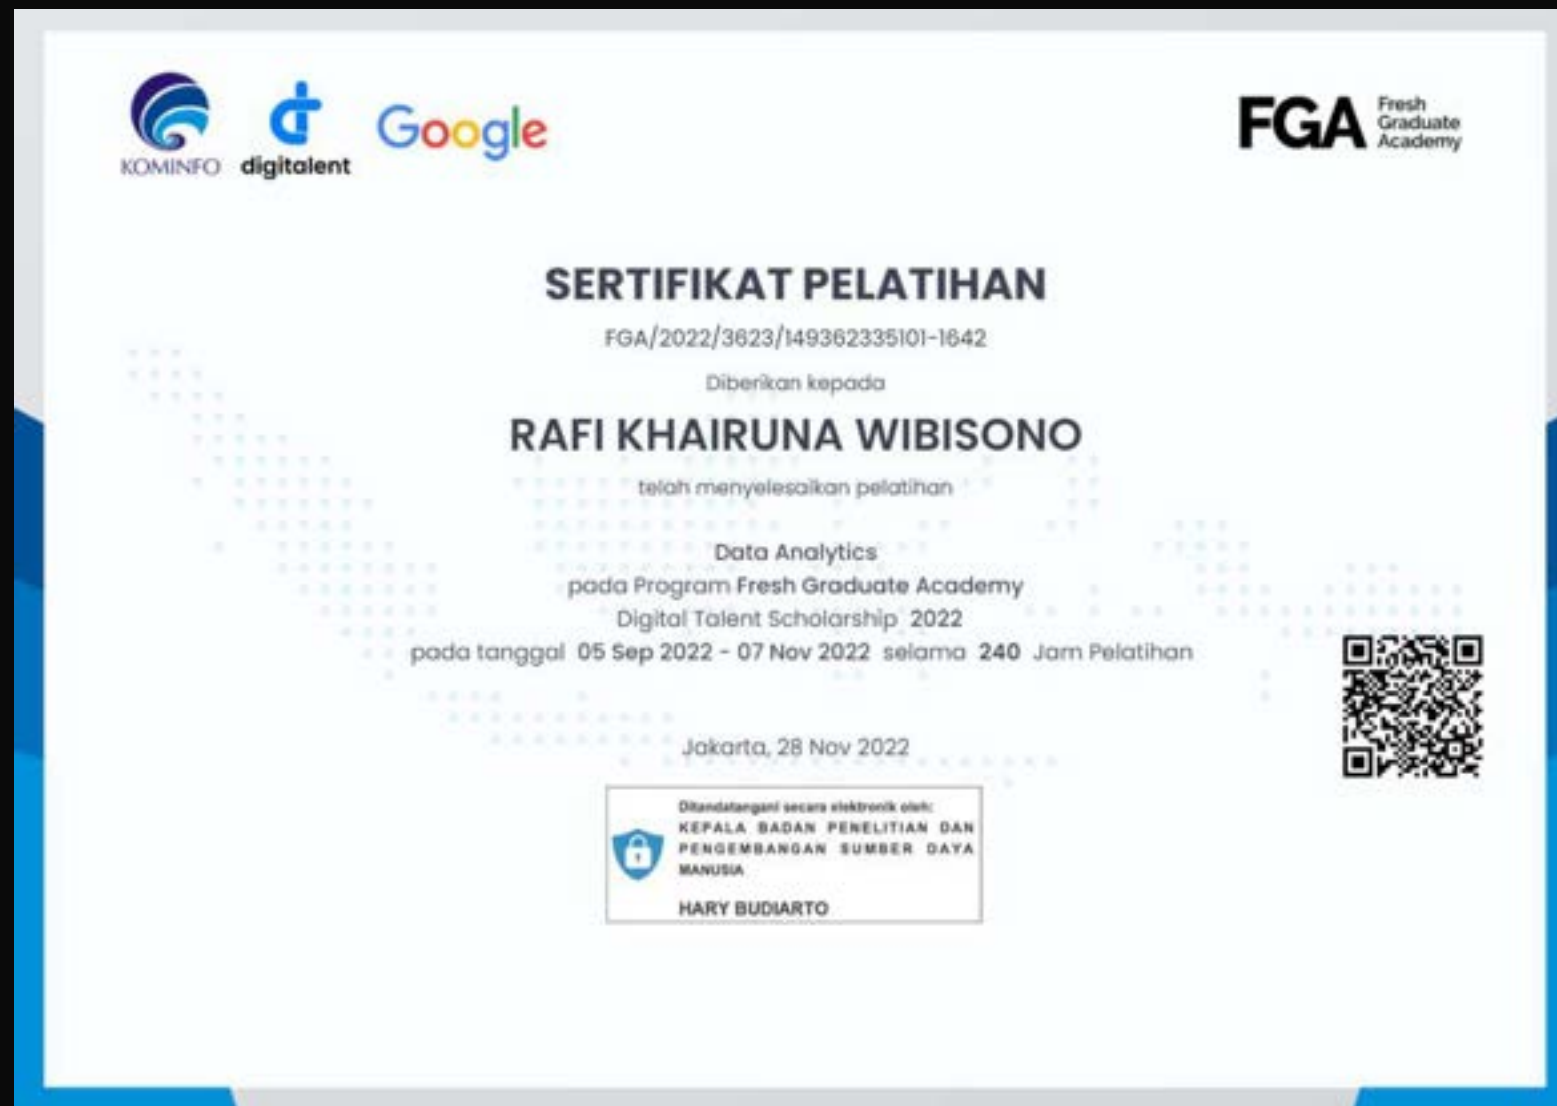 KOMINFO
digitalent
Google
FGA Fresh
Graduate
Academy
SERTIFIKAT PELATIHAN
FGA/2022/3623/149362335101-1642
Diberikan kepada
RAFI KHAIRUNA WIBISONO
telah menyelesaikan pelatihan
Data Analytics
pada Program Fresh Graduate Academy
Digital Talent Scholarship 2022
pada tanggal 05 Sep 2022 - 07 Nov 2022 selama 240 Jam Pelatihan
Jakarta, 28 Nov 2022
Ditandatangani secara elektronik oleh:
KEPALA BADAN PENELITIAN DAN
PENGEMBANGAN SUMBER DAYA
MANUSIA
HARY BUDIARTO